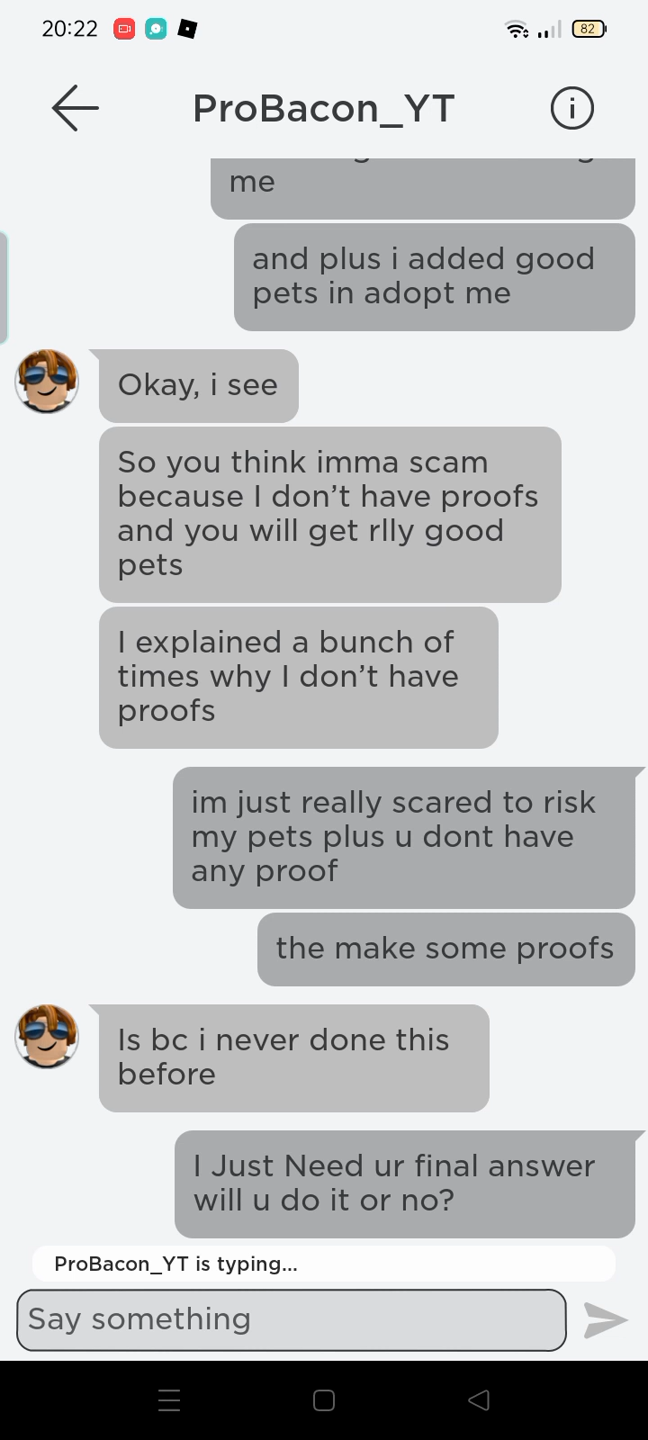 20:22
82
ProBacon_YT
me
and plus i added good
pets in adopt me
Okay, i see
So you think imma scam
because I don’t have proofs
and you will get rlly good
pets
I explained a bunch of
times why I don’t have
proofs
im just really scared to risk
my pets plus u dont have
any proof
the make some proofs
Is bc i never done this
before
I Just Need ur final answer
will u do it or no?
ProBacon_YT is typing...
Say something